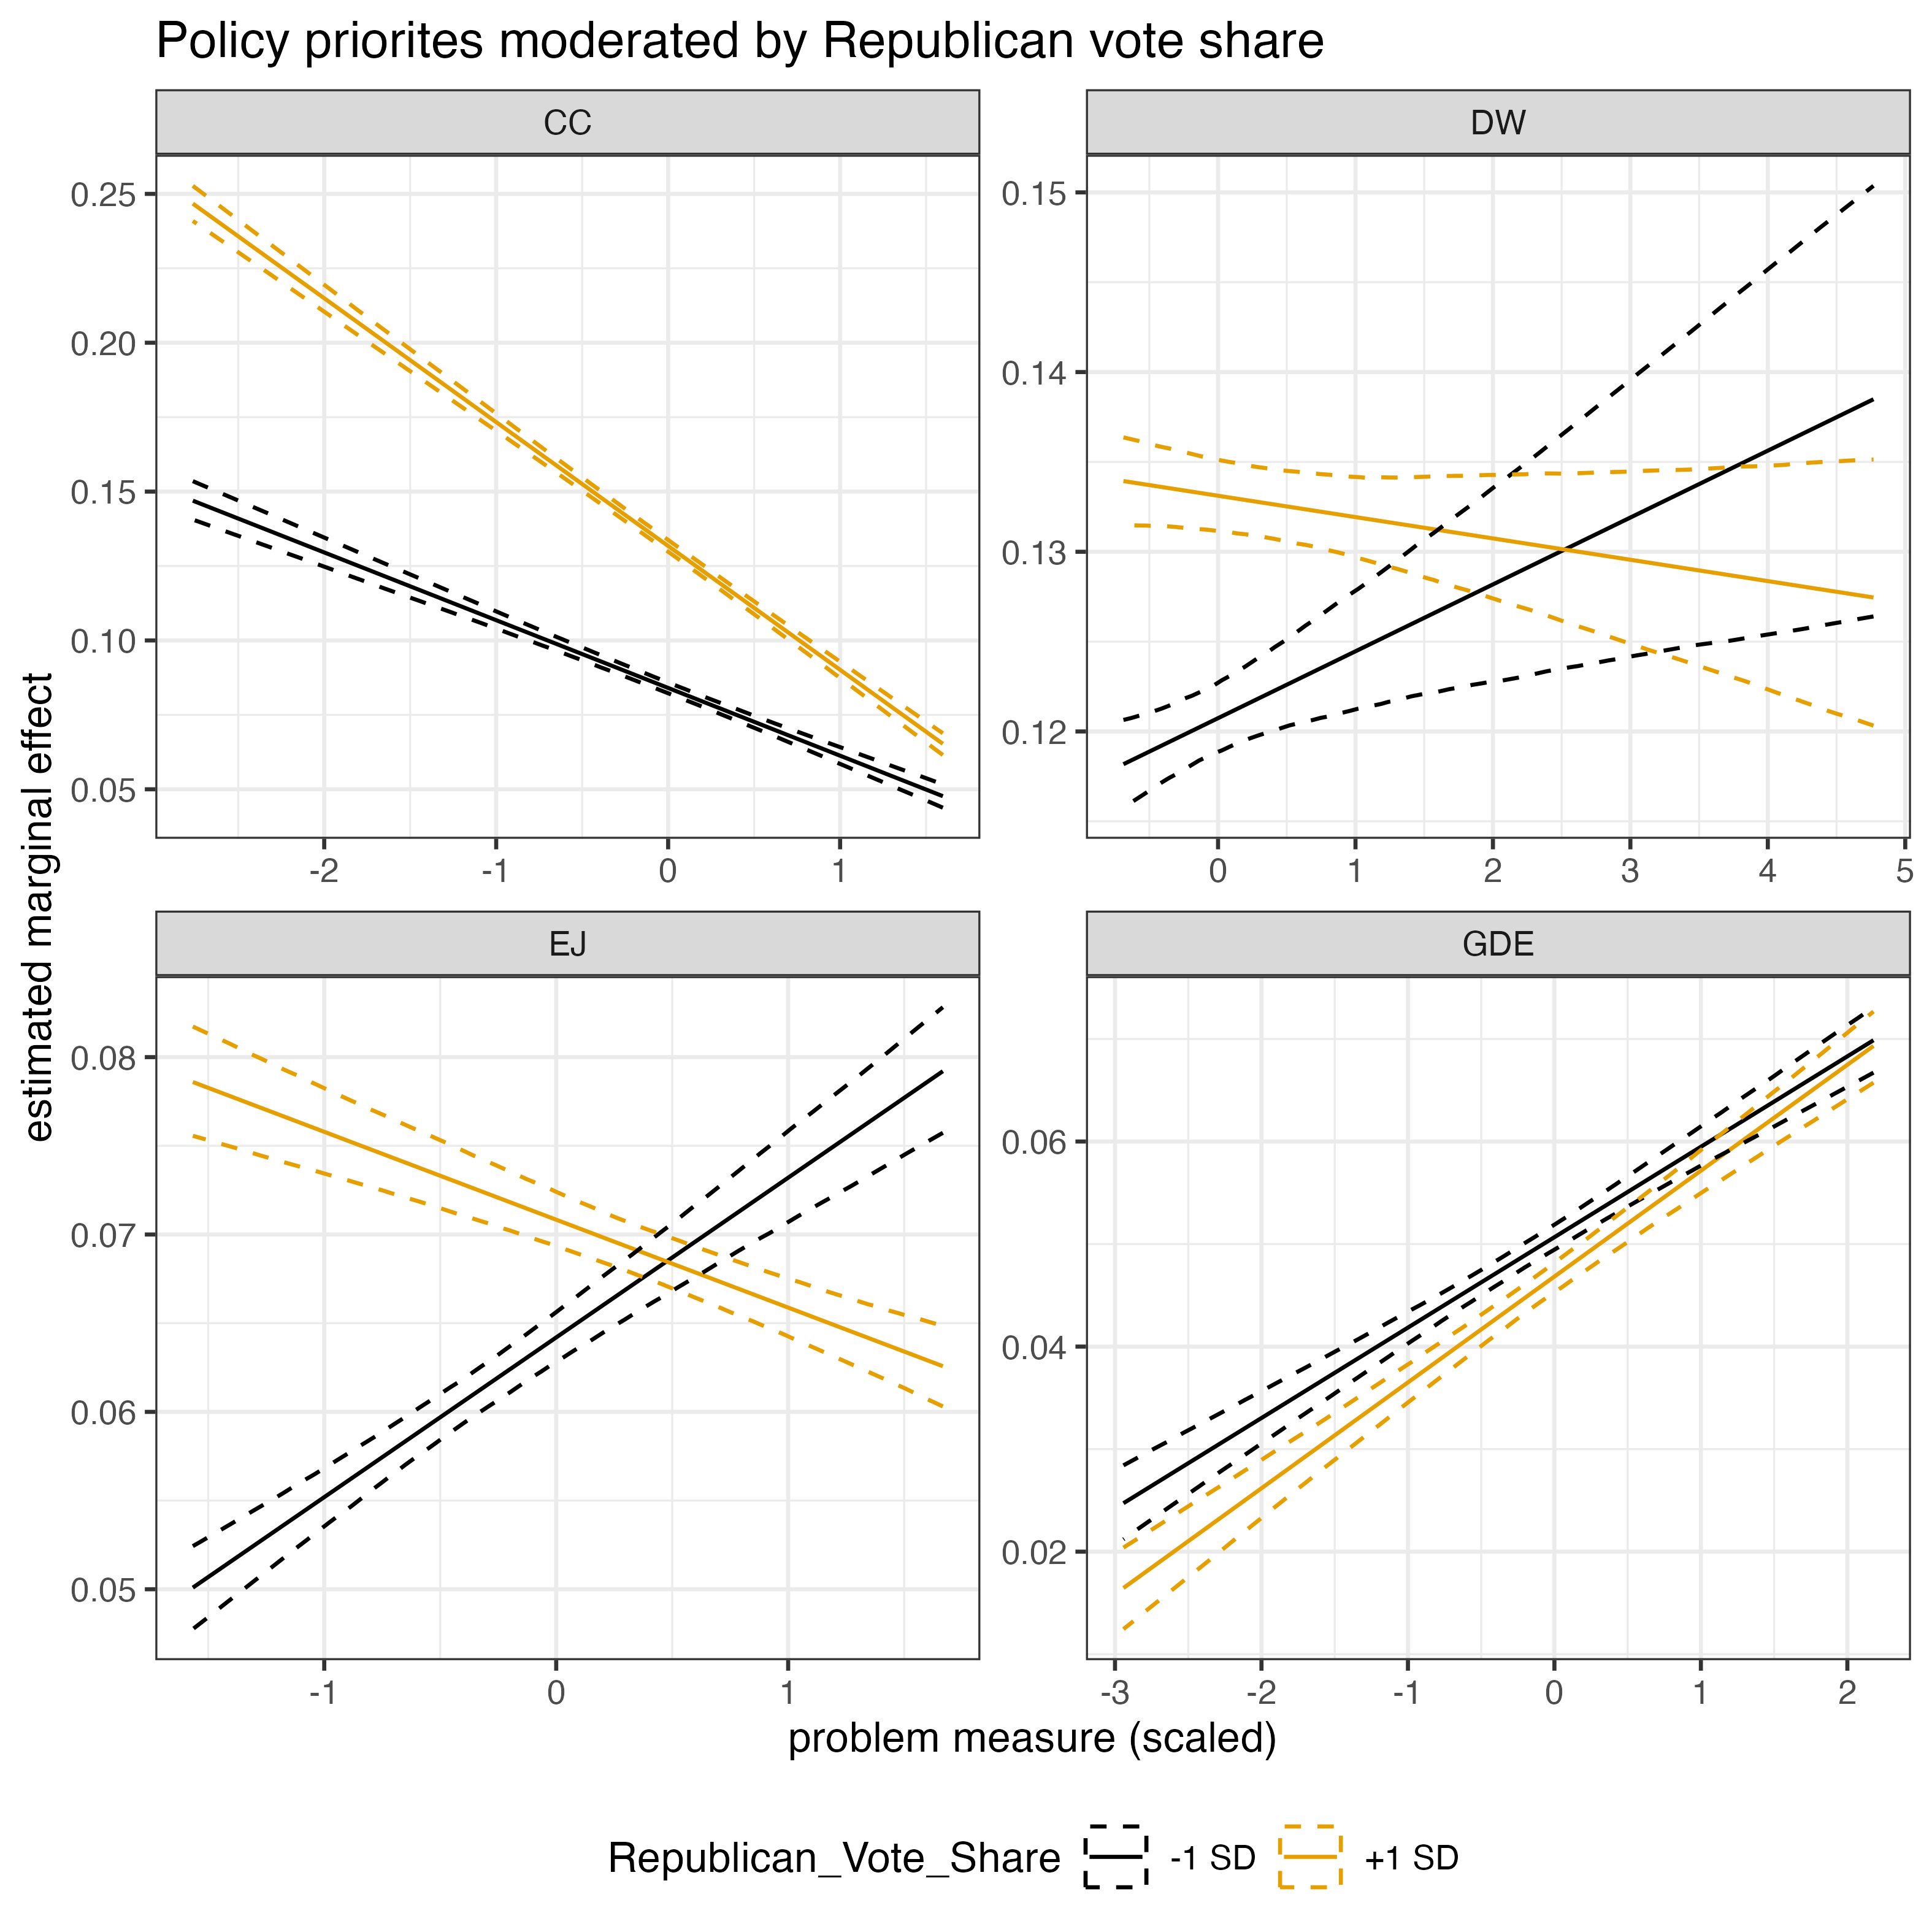 Policy priorites moderated by Republican vote share
CC
DW
0.25
0.20
0.15
0.10
0.05
0.15
0.14
0.13
0.12
-2 -1 0 1
0 1 2 3 4 5
EJ
GDE
0.08
0.07
0.06
0.05
0.06
0.04
0.02
-1 0 1
-3 -2 -1 0 1 2
estimated marginal effect
problem measure (scaled)
Republican_Vote_Share -1 SD +1 SD